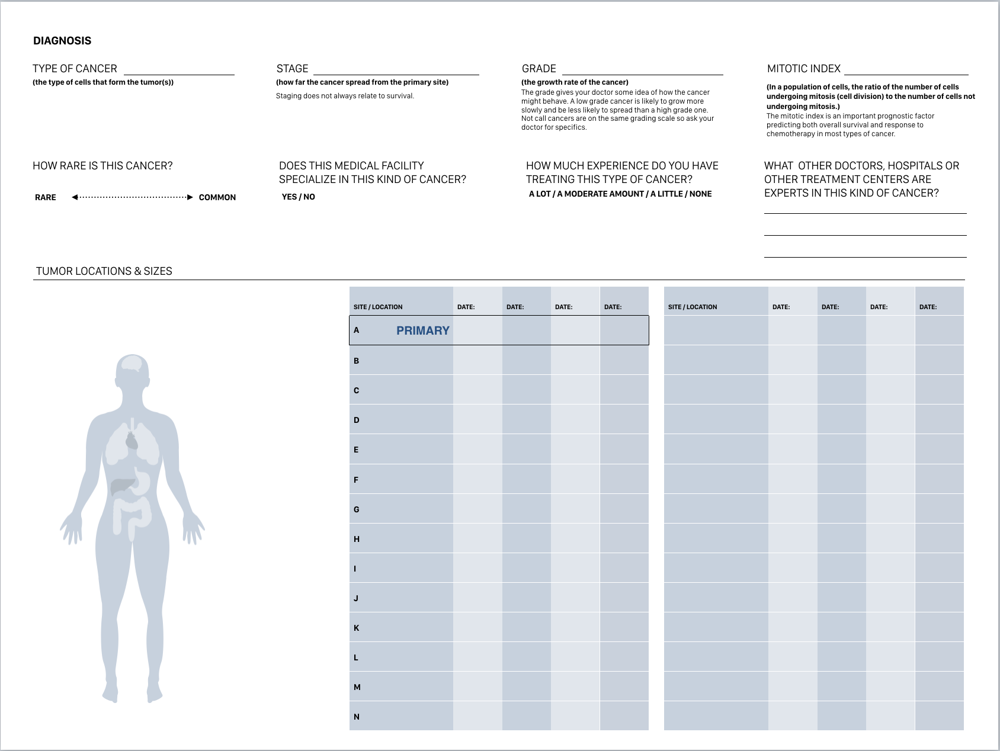 DIAGNOSIS
TYPE OF CANCER
(the type of cells that form the tumor(s))
STAGE
(how far the cancer spread from the primary site)
Staging does not always relate to survival.
GRADE
(the growth rate of the cancer)
The grade gives your doctor some idea of how the cancer
might behave. A low grade cancer is likely to grow more
slowly and be less likely to spread than a high grade one.
Not call cancers are on the same grading scale so ask your
doctor for specifics.
MITOTIC INDEX
(In a population of cells, the ratio of the number of cells
undergoing mitosis (cell division) to the number of cells not
undergoing mitosis.)
The mitotic index is an important prognostic factor
predicting both overall survival and response to
chemotherapy in most types of cancer.
HOW RARE IS THIS CANCER?
RARE COMMON
DOES THIS MEDICAL FACILITY
SPECIALIZE IN THIS KIND OF CANCER?
YES / NO
HOW MUCH EXPERIENCE DO YOU HAVE
TREATING THIS TYPE OF CANCER?
A LOT / A MODERATE AMOUNT / A LITTLE / NONE
WHAT OTHER DOCTORS, HOSPITALS OR
OTHER TREATMENT CENTERS ARE
EXPERTS IN THIS KIND OF CANCER?
TUMOR LOCATIONS & SIZES
SITE / LOCATION DATE: DATE: DATE: DATE:
A PRIMARY
B
C
D
E
F
G
H
I
J
K
L
M
N
SITE / LOCATION DATE: DATE: DATE: DATE: